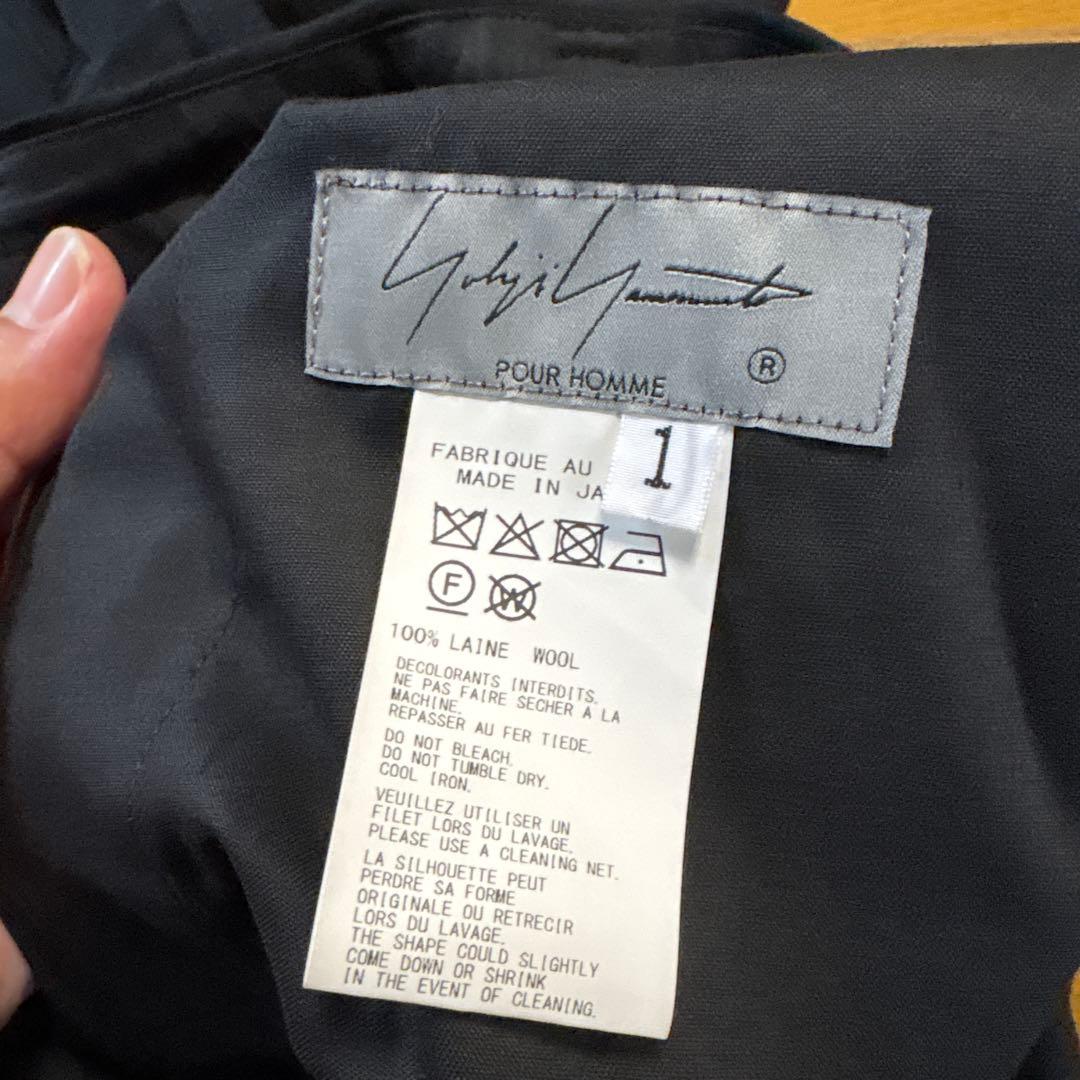 Yohji Yamamoto
POUR HOMME ®
1
FABRIQUE AU
MADE IN JA
F
W
100% LAINE WOOL
DECOLORANTS INTERDITS.
NE PAS FAIRE SECHER A LA
MACHINE.
REPASSER AU FER TIEDE.
DO NOT BLEACH.
DO NOT TUMBLE DRY.
COOL IRON.
VEUILLEZ UTILISER UN
FILET LORS DU LAVAGE.
PLEASE USE A CLEANING NET.
LA SILHOUETTE PEUT
PERDRE SA FORME
ORIGINALE OU RETRECIR
LORS DU LAVAGE.
THE SHAPE COULD SLIGHTLY
COME DOWN OR SHRINK
IN THE EVENT OF CLEANING.